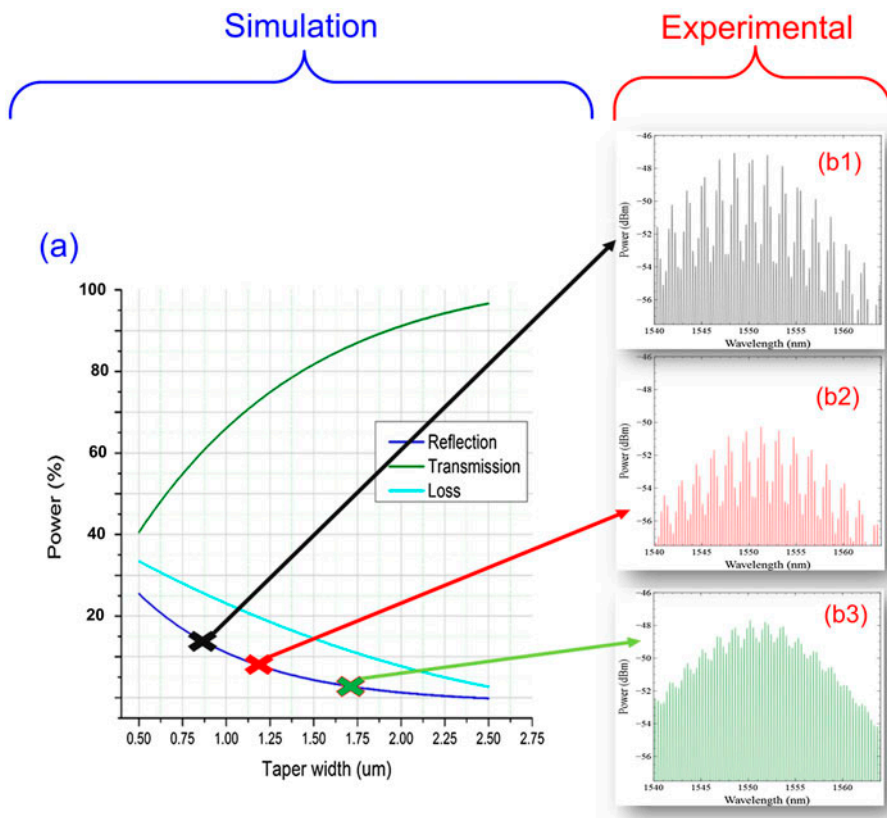 Simulation
Experimental
(a)
100
80
60
40
20
Power (%)
0.50 0.75 1.00 1.25 1.50 1.75 2.00 2.25 2.50 2.75
Taper width (um)
Reflection
Transmission
Loss
(b1)
−46
−48
−50
−52
−54
−56
Power (dBm)
1540 1545 1550 1555 1560
Wavelength (nm)
(b2)
−46
−48
−50
−52
−54
−56
Power (dBm)
1540 1545 1550 1555 1560
Wavelength (nm)
(b3)
−46
−48
−50
−52
−54
−56
Power (dBm)
1540 1545 1550 1555 1560
Wavelength (nm)